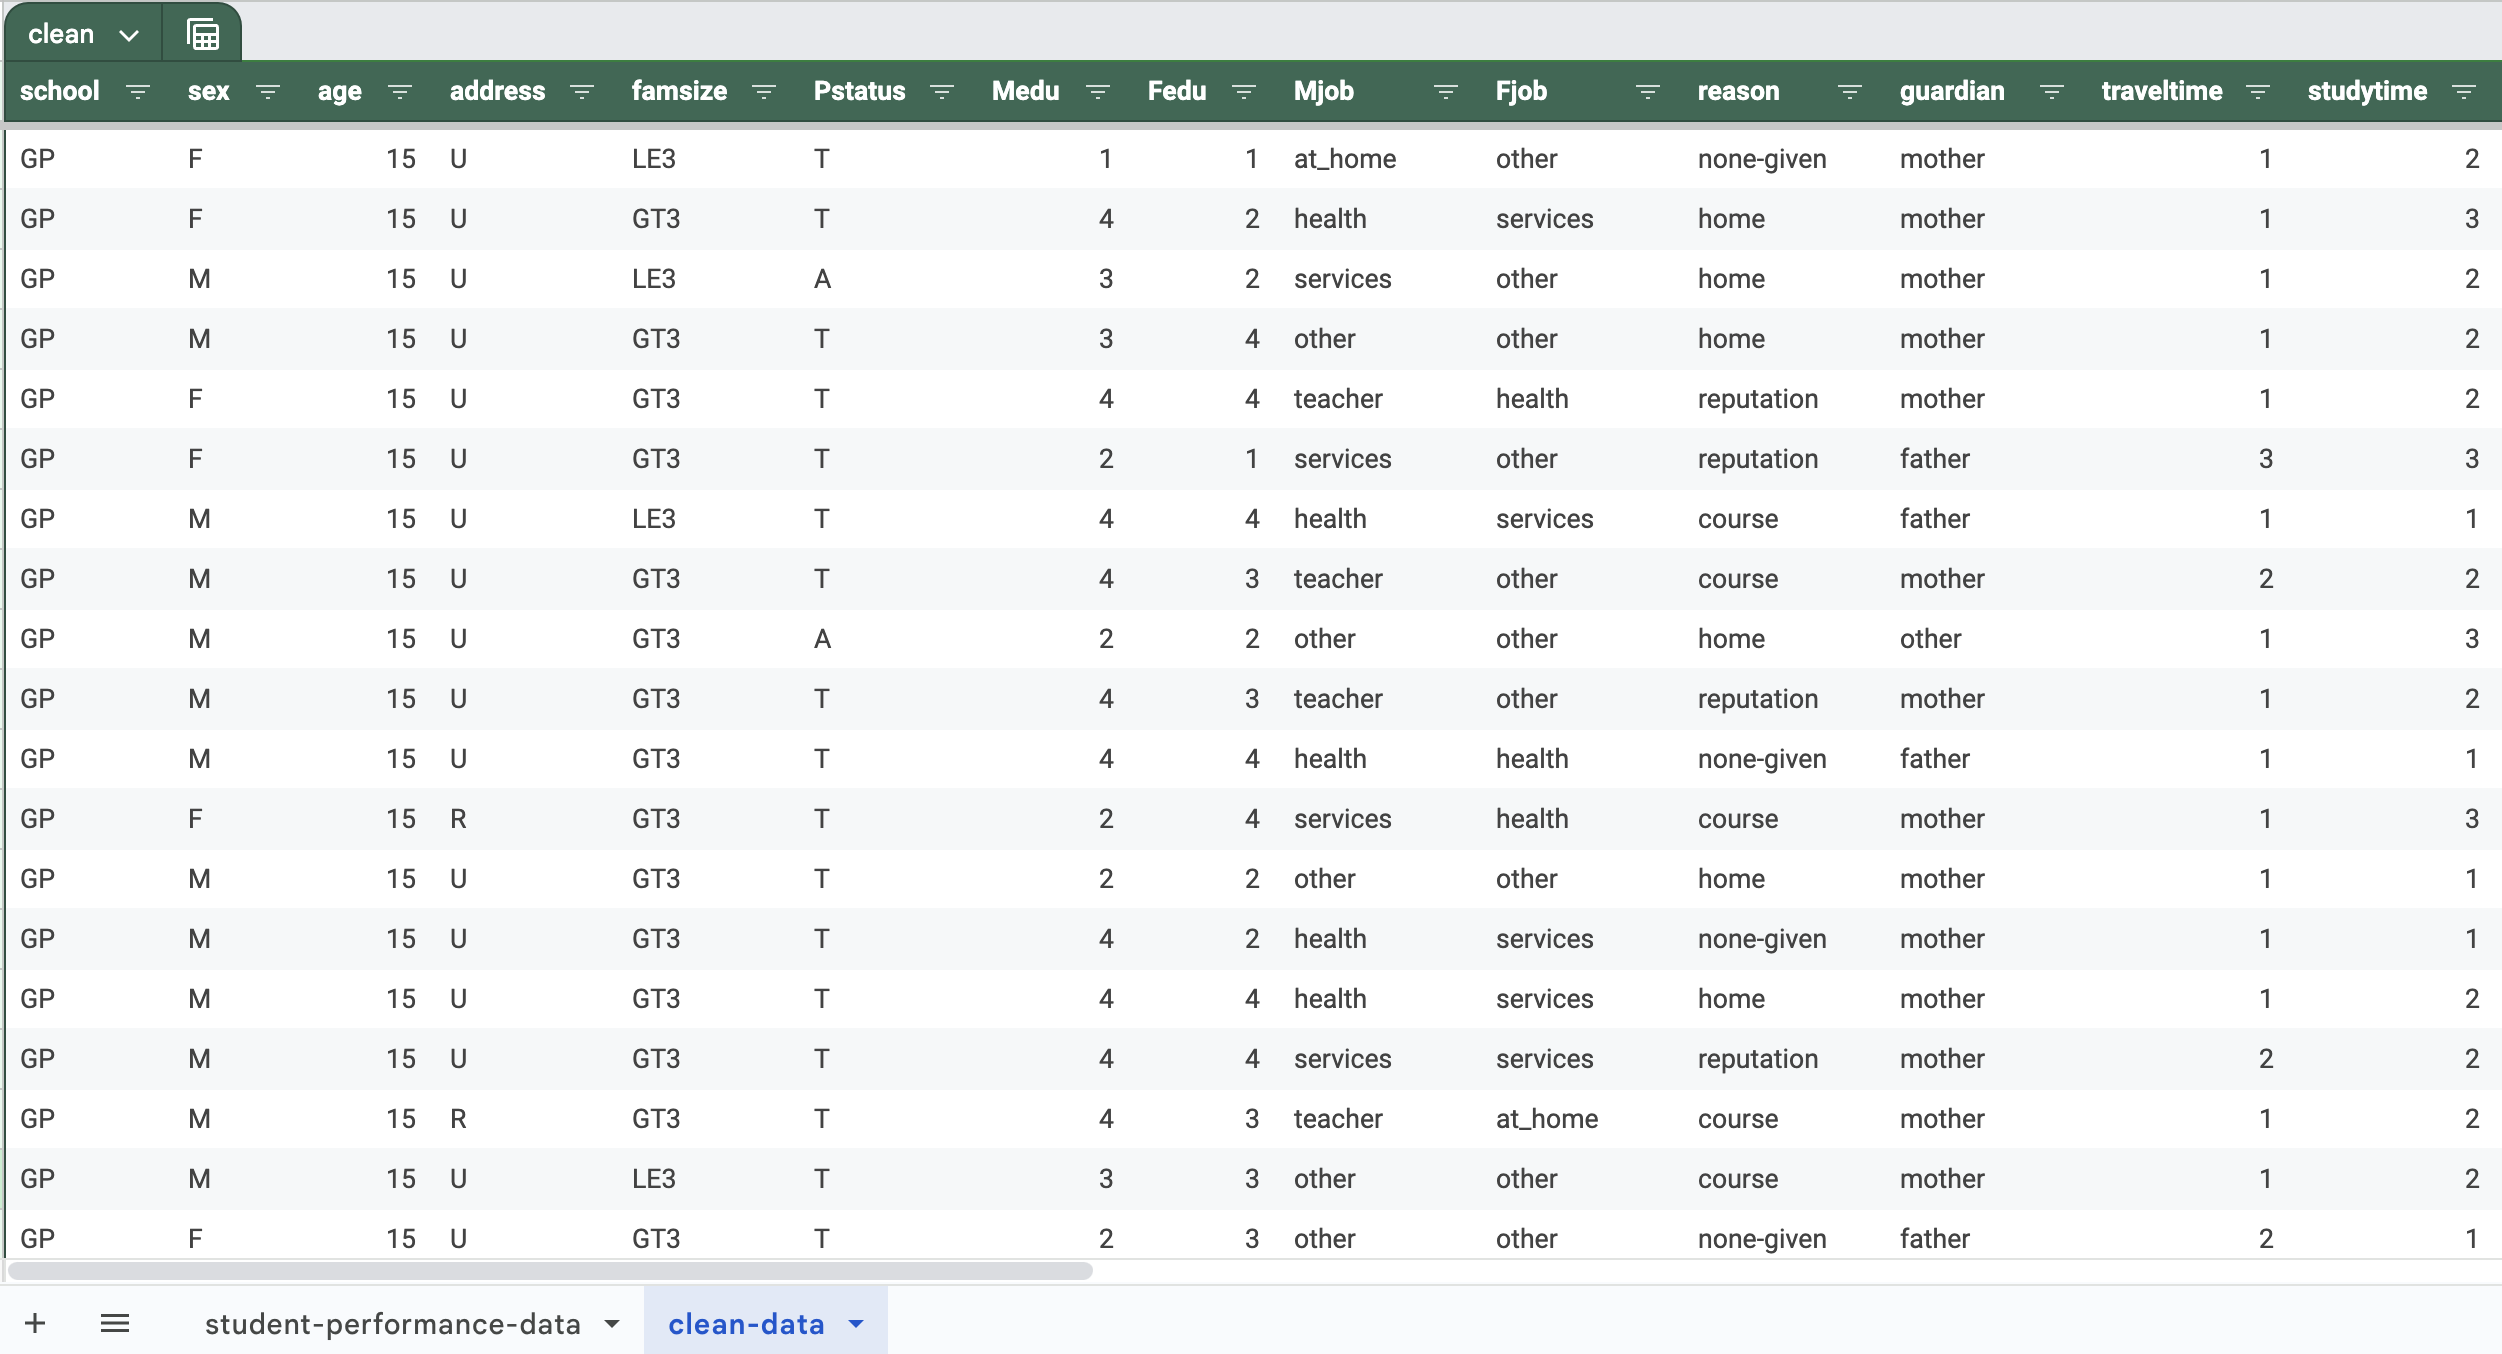 clean
school sex age address famsize Pstatus Medu Fedu Mjob Fjob reason guardian traveltime studytime
GP F 15 U LE3 T 1 1 at_home other none-given mother 1 2
GP F 15 U GT3 T 4 2 health services home mother 1 3
GP M 15 U LE3 A 3 2 services other home mother 1 2
GP M 15 U GT3 T 3 4 other other home mother 1 2
GP F 15 U GT3 T 4 4 teacher health reputation mother 1 2
GP F 15 U GT3 T 2 1 services other reputation father 3 3
GP M 15 U LE3 T 4 4 health services course father 1 1
GP M 15 U GT3 T 4 3 teacher other course mother 2 2
GP M 15 U GT3 A 2 2 other other home other 1 3
GP M 15 U GT3 T 4 3 teacher other reputation mother 1 2
GP M 15 U GT3 T 4 4 health health none-given father 1 1
GP F 15 R GT3 T 2 4 services health course mother 1 3
GP M 15 U GT3 T 2 2 other other home mother 1 1
GP M 15 U GT3 T 4 2 health services none-given mother 1 1
GP M 15 U GT3 T 4 4 health services home mother 1 2
GP M 15 U GT3 T 4 4 services services reputation mother 2 2
GP M 15 R GT3 T 4 3 teacher at_home course mother 1 2
GP M 15 U LE3 T 3 3 other other course mother 1 2
GP F 15 U GT3 T 2 3 other other none-given father 2 1
student-performance-data clean-data